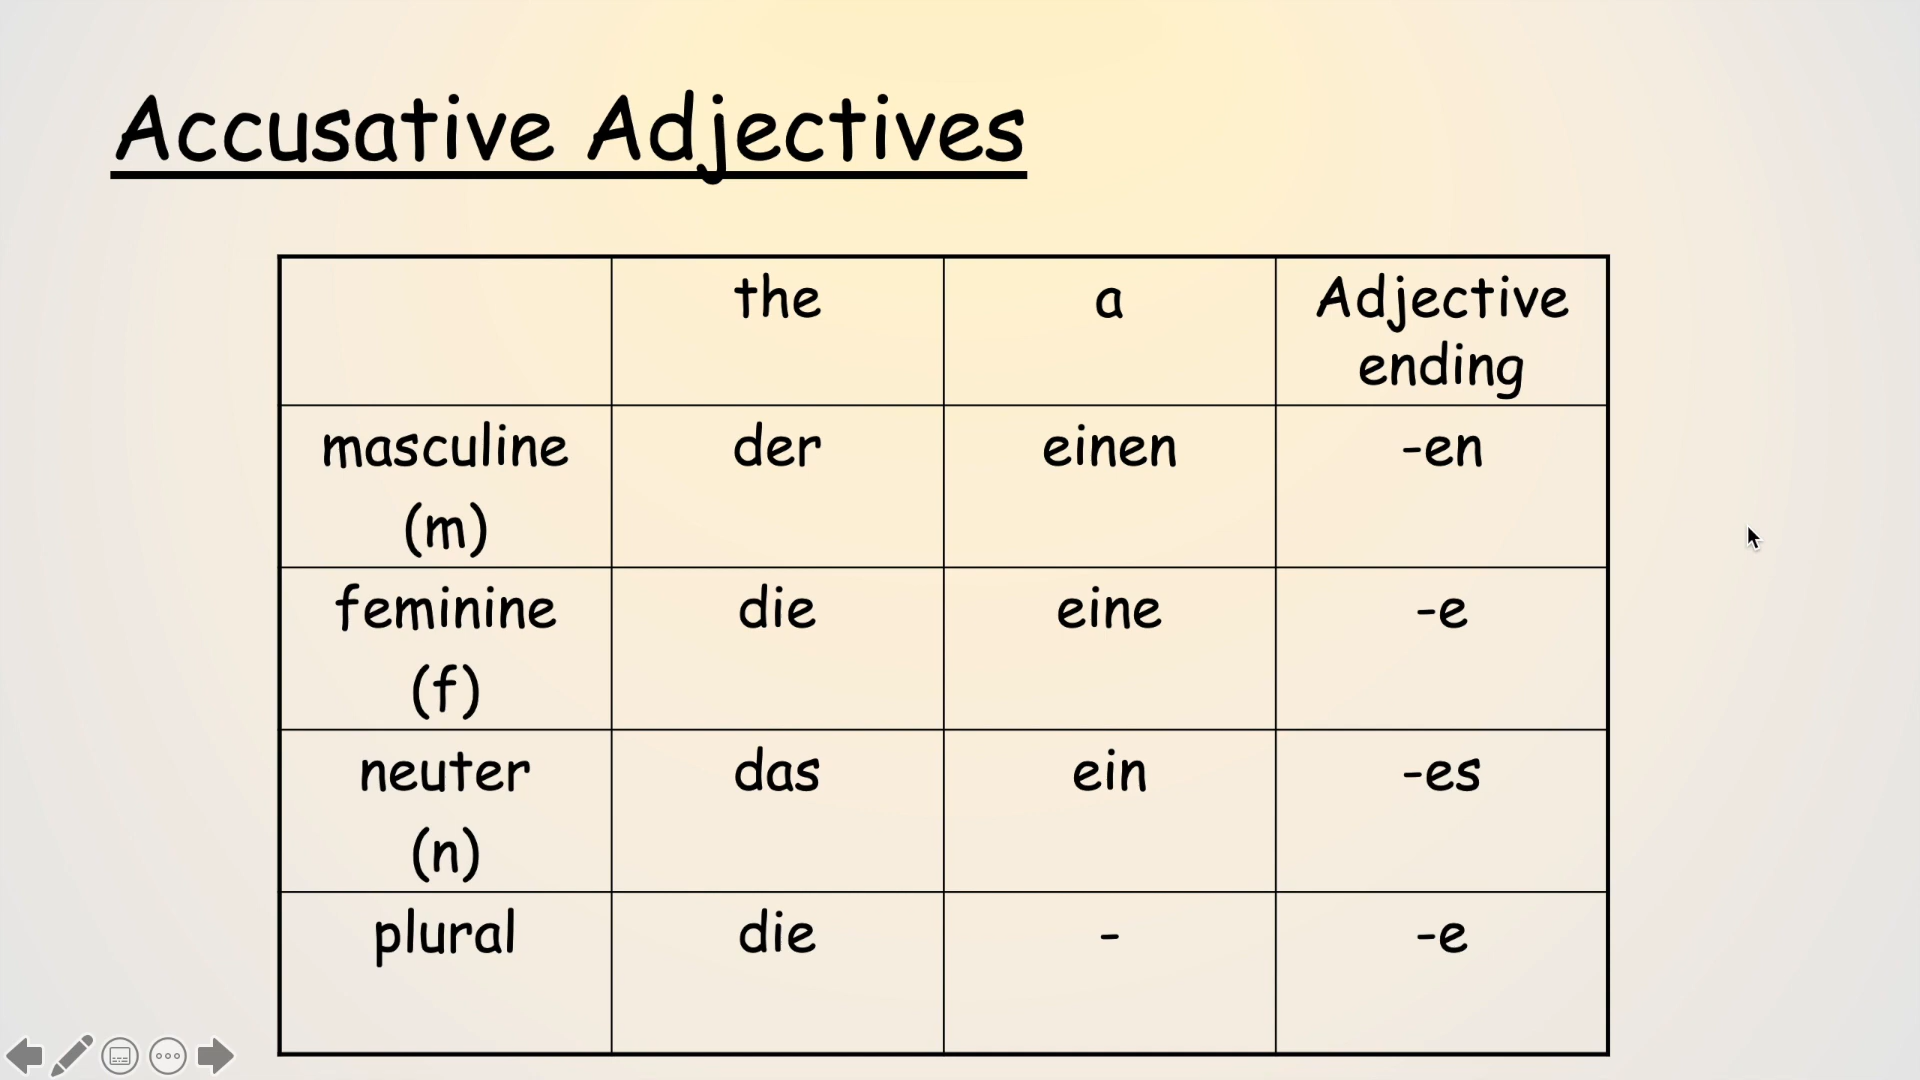 Accusative Adjectives
the
a
Adjective
ending
masculine
(m)
der
einen
-en
feminine
(f)
die
eine
-e
neuter
(n)
das
ein
-es
plural
die
-
-e